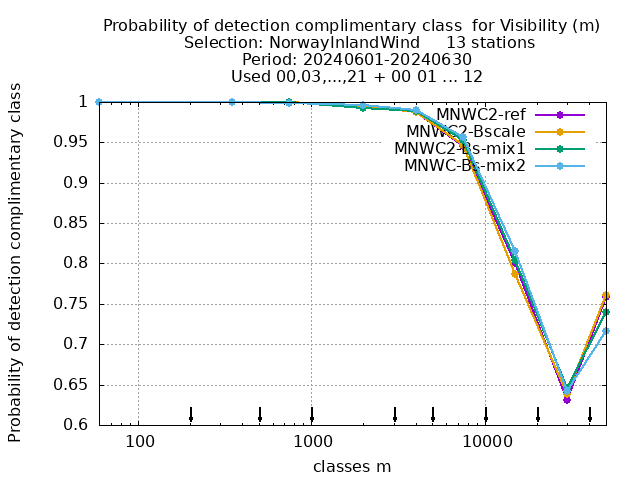 Probability of detection complimentary class  for Visibility (m)
Selection: NorwayInlandWind     13 stations
Period: 20240601-20240630
Used 00,03,...,21 + 00 01 ... 12
Probability of detection complimentary class
1
0.95
0.9
0.85
0.8
0.75
0.7
0.65
0.6
MNWC2-ref
MNWC2-Bscale
MNWC2-Bs-mix1
MNWC-Bs-mix2
100
1000
10000
classes m